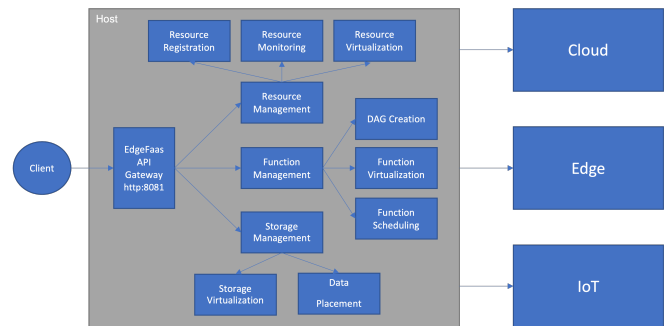 Host
Resource
Registration
Resource
Monitoring
Resource
Virtualization
Cloud
Resource
Management
DAG Creation
EdgeFaas
API
Gateway
http:8081
Client
Function
Management
Function
Virtualization
Edge
Function
Scheduling
Storage
Management
Storage
Virtualization
Data
Placement
IoT